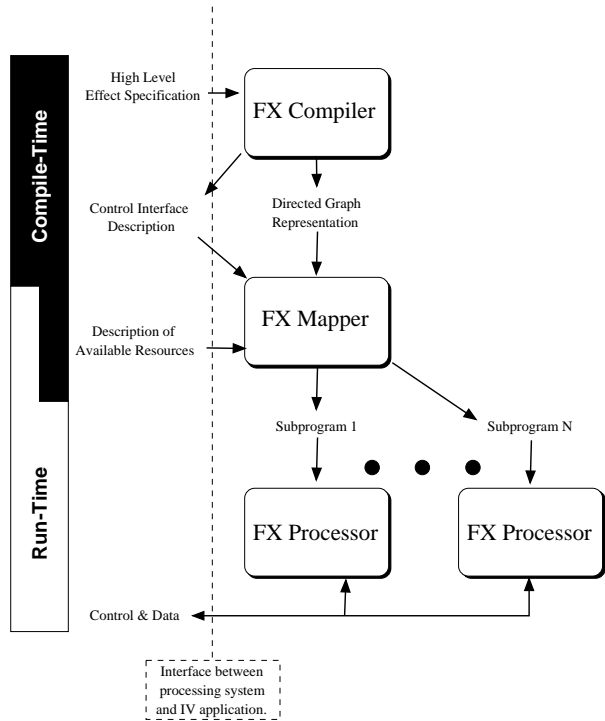 High Level
Effect Specification
FX Compiler
Compile-Time
Control Interface
Description
Directed Graph
Representation
FX Mapper
Description of
Available Resources
Subprogram 1
Subprogram N
Run-Time
FX Processor
FX Processor
Control & Data
Interface between
processing system
and IV application.